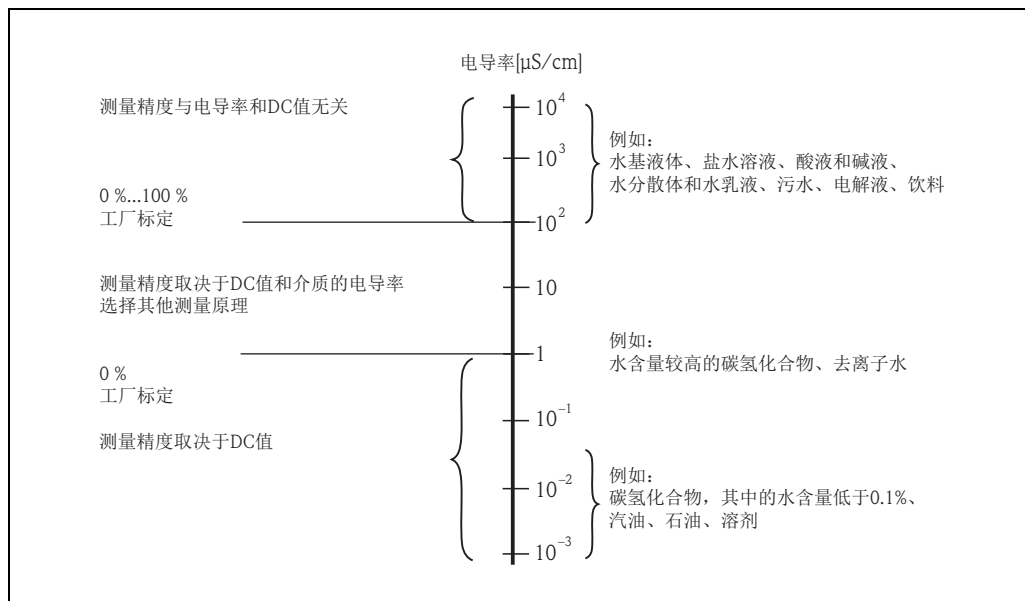 电导率[μS/cm]
测量精度与电导率和DC值无关
0 %...100 %
工厂标定
测量精度取决于DC值和介质的电导率
选择其他测量原理
0 %
工厂标定
测量精度取决于DC值
10⁴
10³
10²
10
1
10⁻¹
10⁻²
10⁻³
例如：
水基液体、盐水溶液、酸液和碱液、
水分散体和水乳液、污水、电解液、饮料
例如：
水含量较高的碳氢化合物、去离子水
例如：
碳氢化合物，其中的水含量低于0.1%、
汽油、石油、溶剂